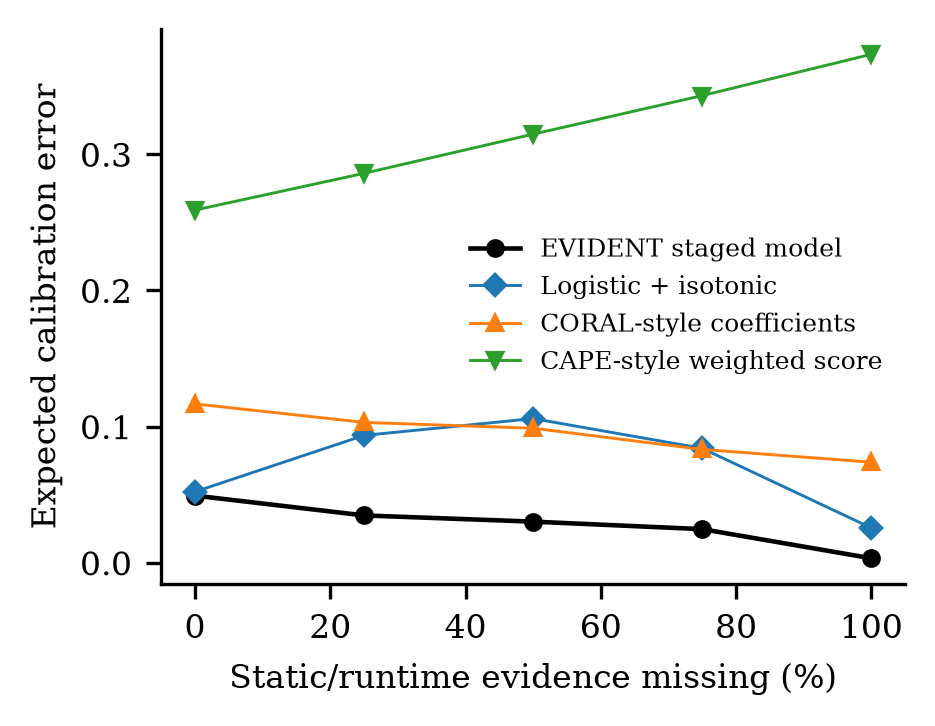 Expected calibration error
0.3
0.2
0.1
0.0
EVIDENT staged model
Logistic + isotonic
CORAL-style coefficients
CAPE-style weighted score
0 20 40 60 80 100
Static/runtime evidence missing (%)